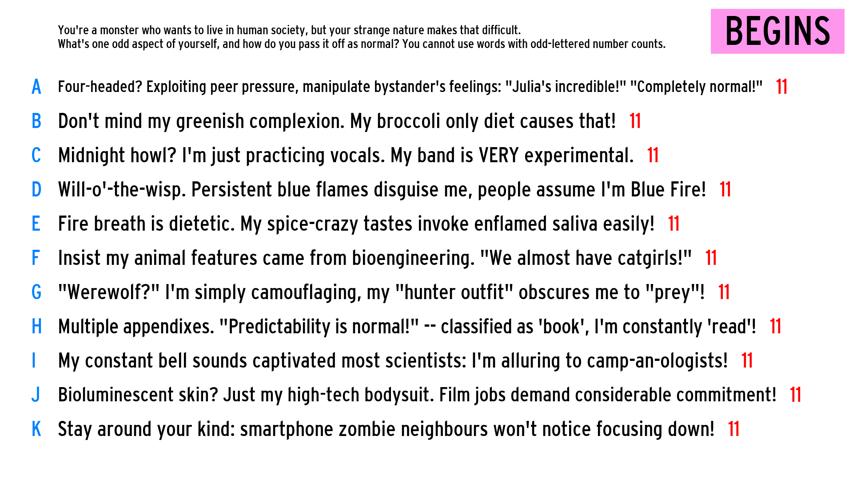 You're a monster who wants to live in human society, but your strange nature makes that difficult.
What's one odd aspect of yourself, and how do you pass it off as normal? You cannot use words with odd-lettered number counts.
BEGINS
A Four-headed? Exploiting peer pressure, manipulate bystander's feelings: "Julia's incredible!" "Completely normal!" 11
B Don't mind my greenish complexion. My broccoli only diet causes that! 11
C Midnight howl? I'm just practicing vocals. My band is VERY experimental. 11
D Will-o'-the-wisp. Persistent blue flames disguise me, people assume I'm Blue Fire! 11
E Fire breath is dietetic. My spice-crazy tastes invoke enflamed saliva easily! 11
F Insist my animal features came from bioengineering. "We almost have catgirls!" 11
G "Werewolf?" I'm simply camouflaging, my "hunter outfit" obscures me to "prey"! 11
H Multiple appendixes. "Predictability is normal!" -- classified as 'book', I'm constantly 'read'! 11
I My constant bell sounds captivated most scientists: I'm alluring to camp-an-ologists! 11
J Bioluminescent skin? Just my high-tech bodysuit. Film jobs demand considerable commitment! 11
K Stay around your kind: smartphone zombie neighbours won't notice focusing down! 11